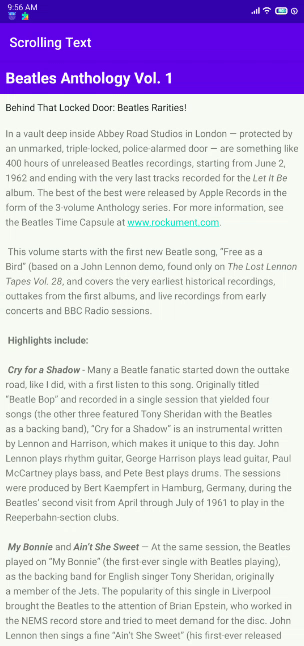 9:56 AM
Scrolling Text
Beatles Anthology Vol. 1
Behind That Locked Door: Beatles Rarities!
In a vault deep inside Abbey Road Studios in London — protected by
an unmarked, triple-locked, police-alarmed door — are something like
400 hours of unreleased Beatles recordings, starting from June 2,
1962 and ending with the very last tracks recorded for the Let It Be
album. The best of the best were released by Apple Records in the
form of the 3-volume Anthology series. For more information, see
the Beatles Time Capsule at www.rockument.com.
This volume starts with the first new Beatle song, “Free as a
Bird” (based on a John Lennon demo, found only on The Lost Lennon
Tapes Vol. 28, and covers the very earliest historical recordings,
outtakes from the first albums, and live recordings from early
concerts and BBC Radio sessions.
Highlights include:
Cry for a Shadow - Many a Beatle fanatic started down the outtake
road, like I did, with a first listen to this song. Originally titled
“Beatle Bop” and recorded in a single session that yielded four
songs (the other three featured Tony Sheridan with the Beatles
as a backing band), “Cry for a Shadow” is an instrumental written
by Lennon and Harrison, which makes it unique to this day. John
Lennon plays rhythm guitar, George Harrison plays lead guitar, Paul
McCartney plays bass, and Pete Best plays drums. The sessions
were produced by Bert Kaempfert in Hamburg, Germany, during the
Beatles’ second visit from April through July of 1961 to play in the
Reeperbahn-section clubs.
My Bonnie and Ain’t She Sweet — At the same session, the Beatles
played on “My Bonnie” (the first-ever single with Beatles playing),
as the backing band for English singer Tony Sheridan, originally
a member of the Jets. The popularity of this single in Liverpool
brought the Beatles to the attention of Brian Epstein, who worked in
the NEMS record store and tried to meet demand for the disc. John
Lennon then sings a fine “Ain’t She Sweet” (his first-ever released